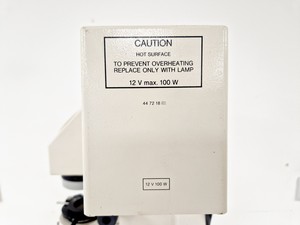 CAUTION
HOT SURFACE
TO PREVENT OVERHEATING
REPLACE ONLY WITH LAMP
12 V max. 100 W
44 72 18
12 V 100 W